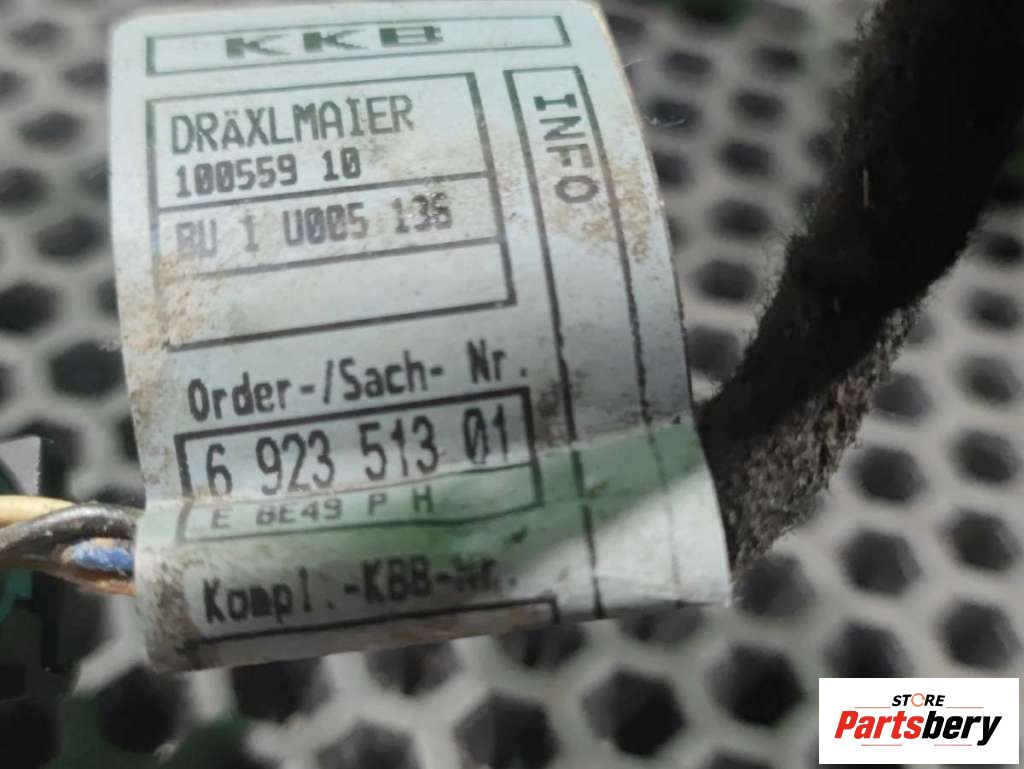 KKB
DRÄXLMAIER
100559 10
BU 1 U005 136
INFO
Order-/Sach- Nr.
6 923 513 01
E BE49 P H
Kompl.-KBB-Nr.
STORE
Partsbery